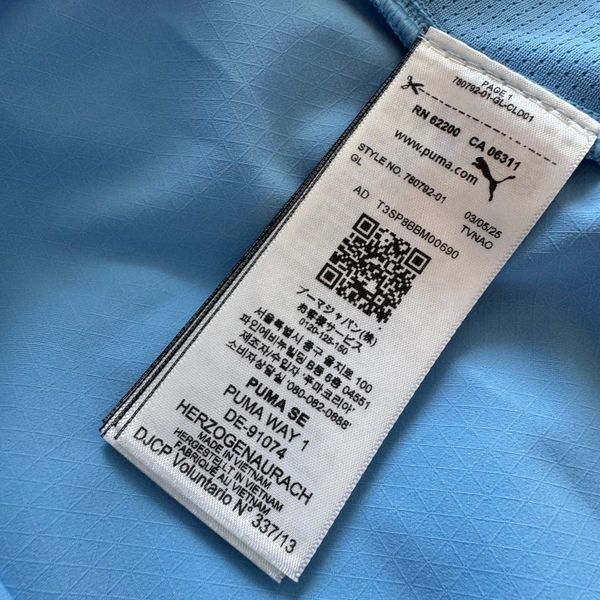 PAGE 1
780792-01-GL-CLD01
RN 62200 CA 06311
www.puma.com
STYLE NO. 780792-01
GL
03/05/25
TVNAO
AD T3SP8BBM00690
プーマジャパン(株)
お客様サービス
0120-125-150
서울특별시 중구 을지로 100
파인에비뉴빌딩 B동 6층 04551
제조자/수입자 '푸마코리아'
소비자상담실 '080-062-0888'
PUMA SE
PUMA WAY 1
DE-91074
HERZOGENAURACH
MADE IN VIETNAM
HERGESTELLT IN VIETNAM
FABRIQUÉ AU VIETNAM
DJCP Voluntario N° 337/13